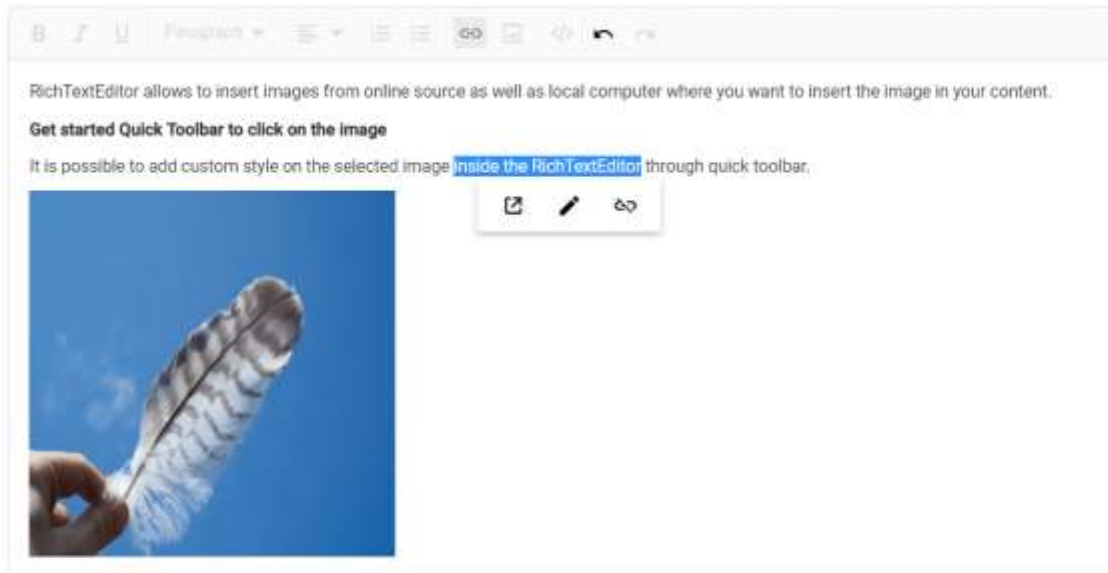 B I U Paragraph
RichTextEditor allows to insert images from online source as well as local computer where you want to insert the image in your content.
Get started Quick Toolbar to click on the image
It is possible to add custom style on the selected image inside the RichTextEditor through quick toolbar.